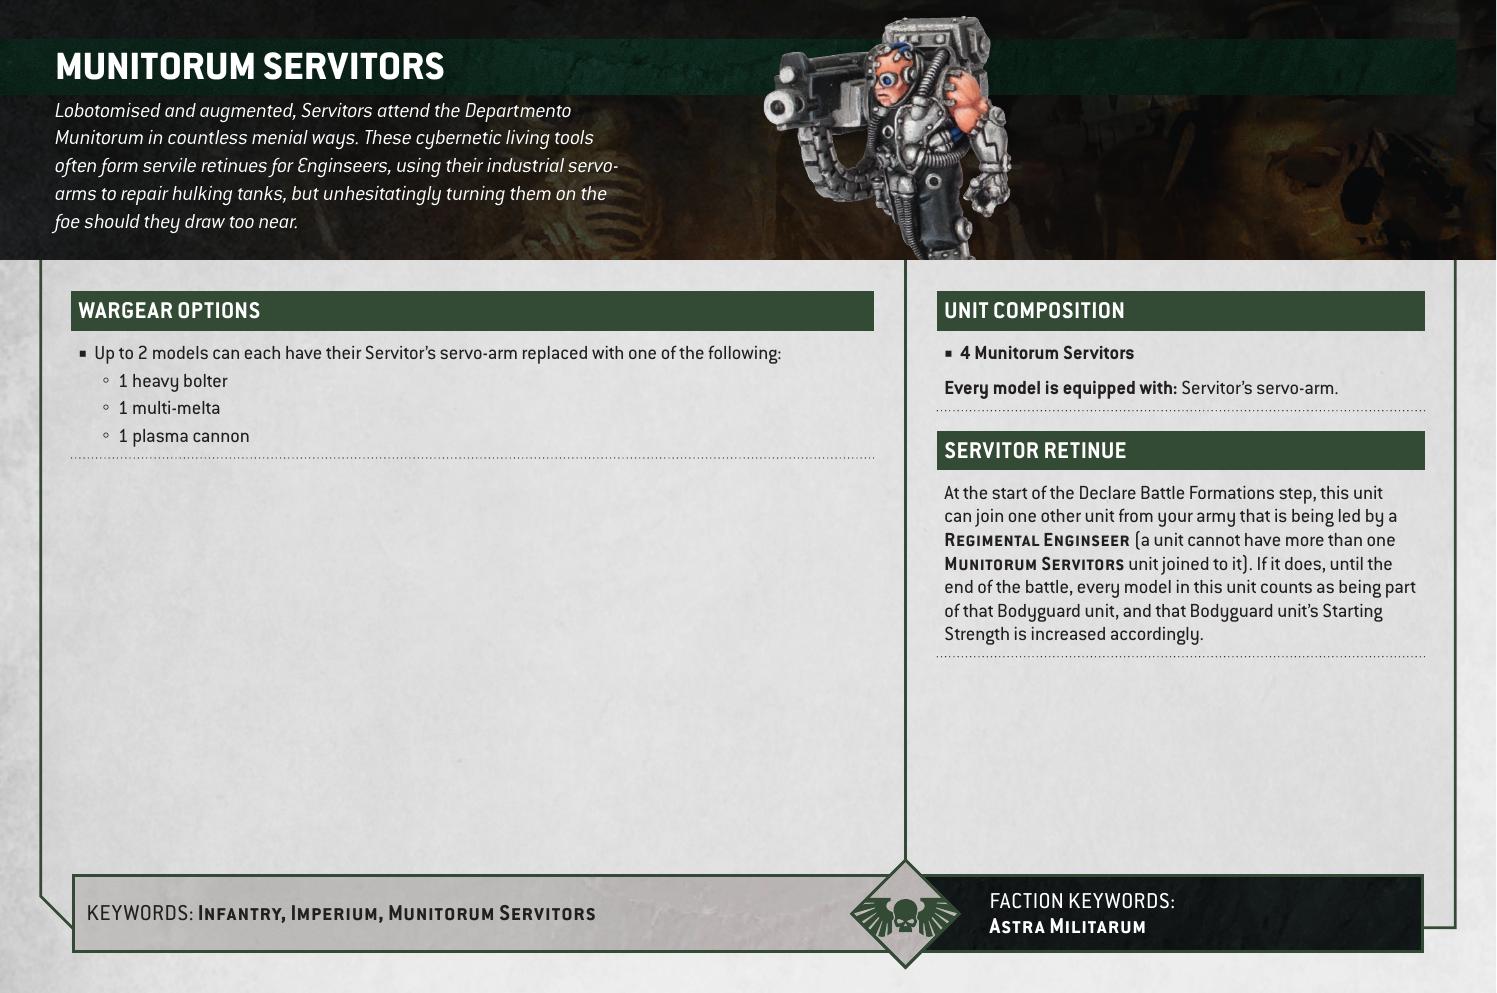 MUNITORUM SERVITORS
Lobotomised and augmented, Servitors attend the Departmento
Munitorum in countless menial ways. These cybernetic living tools
often form servile retinues for Enginseers, using their industrial servo-
arms to repair hulking tanks, but unhesitatingly turning them on the
foe should they draw too near.
WARGEAR OPTIONS
▪ Up to 2 models can each have their Servitor’s servo-arm replaced with one of the following:
◦ 1 heavy bolter
◦ 1 multi-melta
◦ 1 plasma cannon
UNIT COMPOSITION
▪ 4 Munitorum Servitors
Every model is equipped with: Servitor’s servo-arm.
SERVITOR RETINUE
At the start of the Declare Battle Formations step, this unit
can join one other unit from your army that is being led by a
REGIMENTAL ENGINSEER (a unit cannot have more than one
MUNITORUM SERVITORS unit joined to it). If it does, until the
end of the battle, every model in this unit counts as being part
of that Bodyguard unit, and that Bodyguard unit’s Starting
Strength is increased accordingly.
KEYWORDS: INFANTRY, IMPERIUM, MUNITORUM SERVITORS
FACTION KEYWORDS:
ASTRA MILITARUM